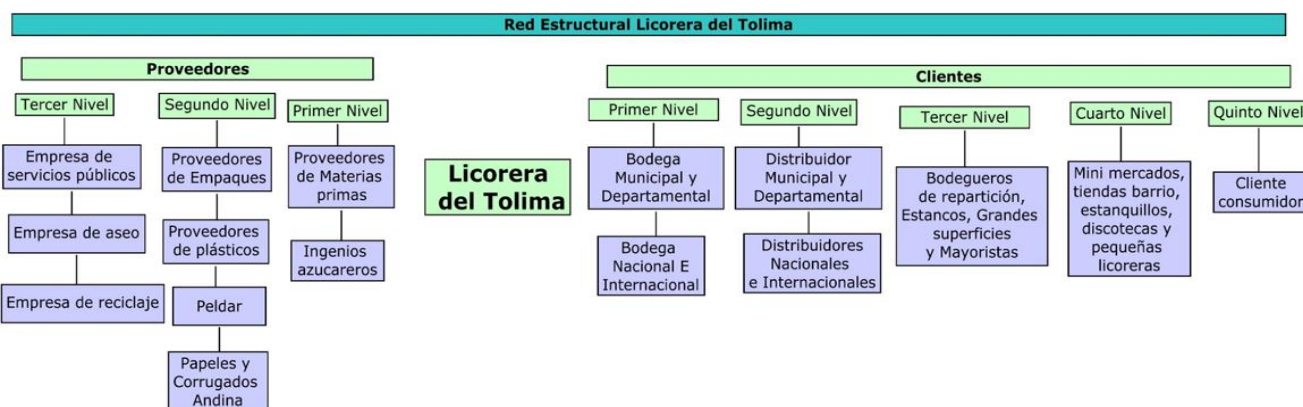 Red Estructural Licorera del Tolima
Proveedores
Tercer Nivel
Empresa de
servicios públicos
Empresa de aseo
Empresa de reciclaje
Segundo Nivel
Proveedores
de Empaques
Proveedores
de plásticos
Peldar
Papeles y
Corrugados
Andina
Primer Nivel
Proveedores
de Materias
primas
Ingenios
azucareros
Licorera
del Tolima
Clientes
Primer Nivel
Bodega
Municipal y
Departamental
Bodega
Nacional E
Internacional
Segundo Nivel
Distribuidor
Municipal y
Departamental
Distribuidores
Nacionales
e Internacionales
Tercer Nivel
Bodegueros
de repartición,
Estancos, Grandes
superficies
y Mayoristas
Cuarto Nivel
Mini mercados,
tiendas barrio,
estanquillos,
discotecas y
pequeñas
licoreras
Quinto Nivel
Cliente
consumidor